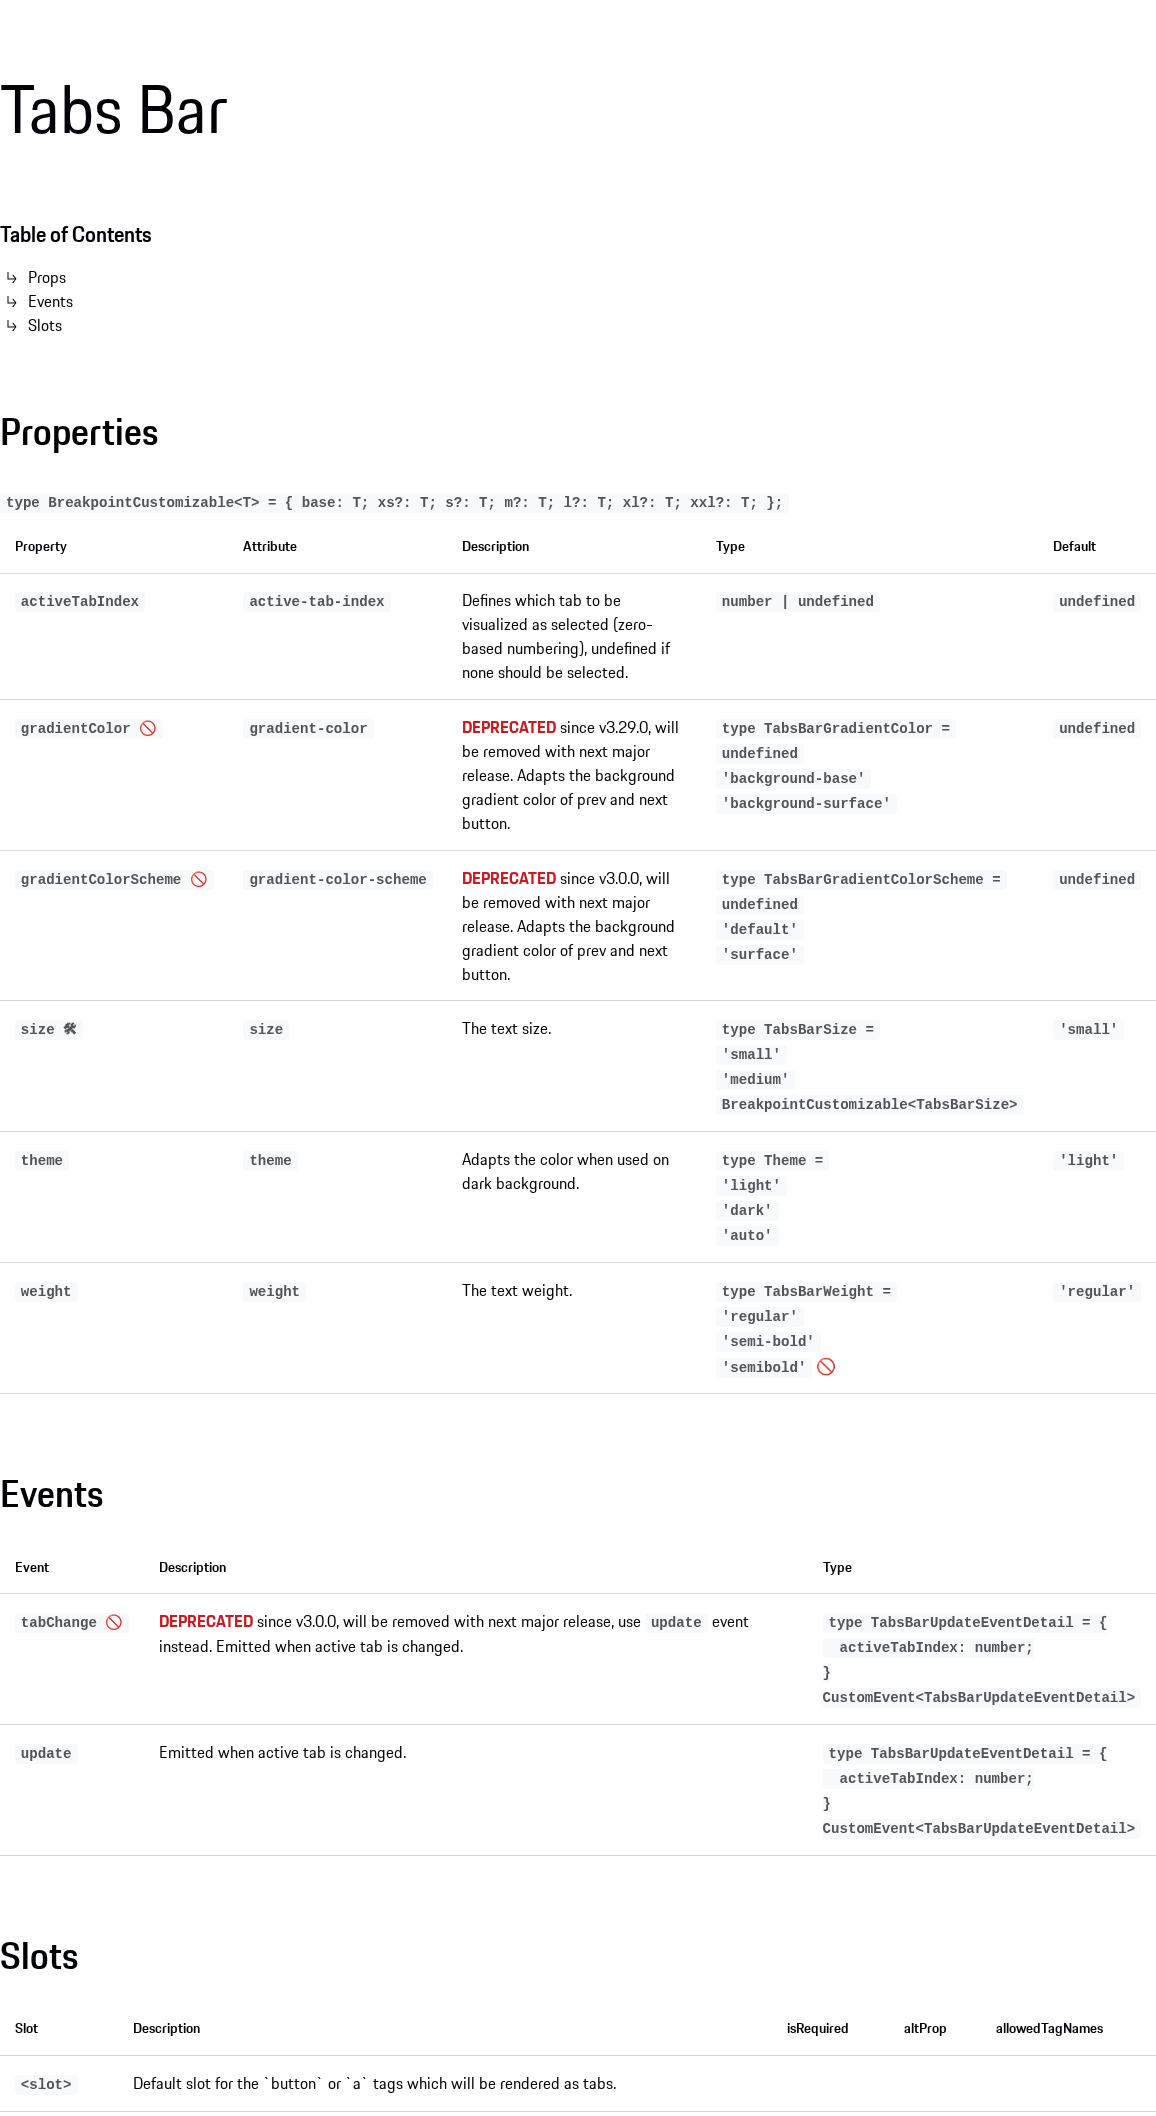 Tabs Bar
Table of Contents
↳ Props
↳ Events
↳ Slots
Properties
type BreakpointCustomizable<T> = { base: T; xs?: T; s?: T; m?: T; l?: T; xl?: T; xxl?: T; };
Property Attribute Description Type Default
activeTabIndex active-tab-index Defines which tab to be number | undefined undefined
visualized as selected (zero-
based numbering), undefined if
none should be selected.
gradientColor 🚫 gradient-color DEPRECATED since v3.29.0, will type TabsBarGradientColor = undefined
be removed with next major undefined
release. Adapts the background 'background-base'
gradient color of prev and next 'background-surface'
button.
gradientColorScheme 🚫 gradient-color-scheme DEPRECATED since v3.0.0, will type TabsBarGradientColorScheme = undefined
be removed with next major undefined
release. Adapts the background 'default'
gradient color of prev and next 'surface'
button.
size 🛠 size The text size. type TabsBarSize = 'small'
'small'
'medium'
BreakpointCustomizable<TabsBarSize>
theme theme Adapts the color when used on type Theme = 'light'
dark background. 'light'
'dark'
'auto'
weight weight The text weight. type TabsBarWeight = 'regular'
'regular'
'semi-bold'
'semibold' 🚫
Events
Event Description Type
tabChange 🚫 DEPRECATED since v3.0.0, will be removed with next major release, use update event type TabsBarUpdateEventDetail = {
instead. Emitted when active tab is changed. activeTabIndex: number;
}
CustomEvent<TabsBarUpdateEventDetail>
update Emitted when active tab is changed. type TabsBarUpdateEventDetail = {
activeTabIndex: number;
}
CustomEvent<TabsBarUpdateEventDetail>
Slots
Slot Description isRequired altProp allowedTagNames
<slot> Default slot for the `button` or `a` tags which will be rendered as tabs.